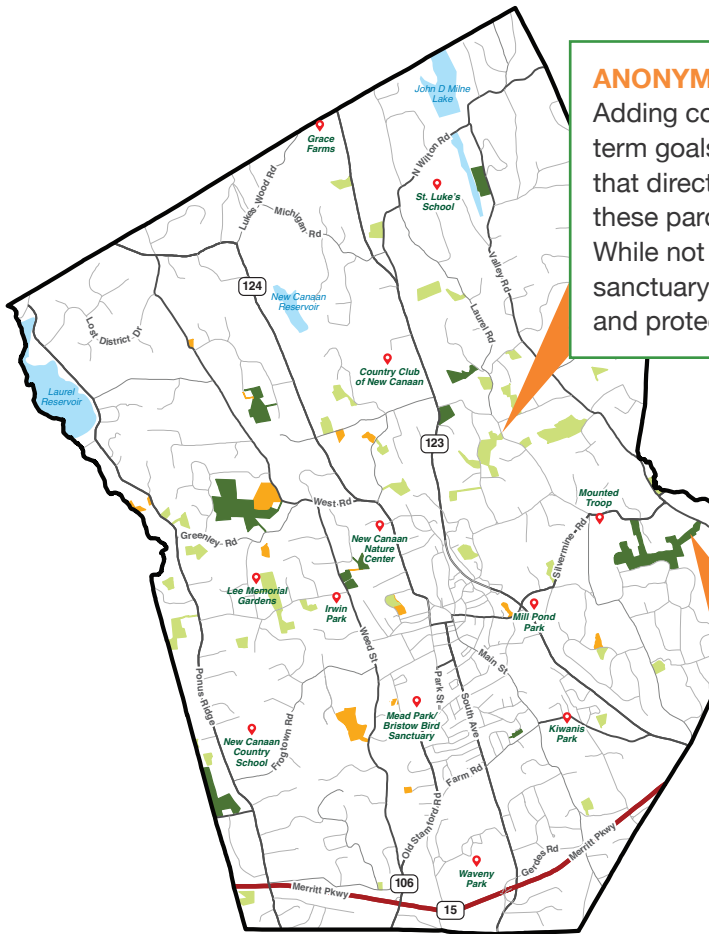 John D Milne
Lake
ANONYM
Adding co
term goals
that direct
these parc
While not
sanctuary
and protec
Grace
Farms
N Wilton Rd
Lukes-Wood Rd
St. Luke's
School
Michigan
Rd
Valley Rd
124
New Canaan
Reservoir
Laurel Rd
Lost-District-Dr
Country Club
of New Canaan
Laurel
Reservoir
123
Mounted
Troop
West-Rd
Greenley-Rd
New Canaan
Nature
Center
Silvermine-Rd
Lee Memorial
Gardens
Irwin
Park
Mill Pond
Park
Weed St
Main St
Ponus Ridge
Park St
South Ave
Mead Park/
Bristow Bird
Sanctuary
Kiwanis
Park
New Canaan
Country
School
Frogtown Rd
Farm Rd
Old Stamford Rd
Waveny
Park
Gerdes Rd
Merritt Pkwy
106
Merritt Pkwy
15